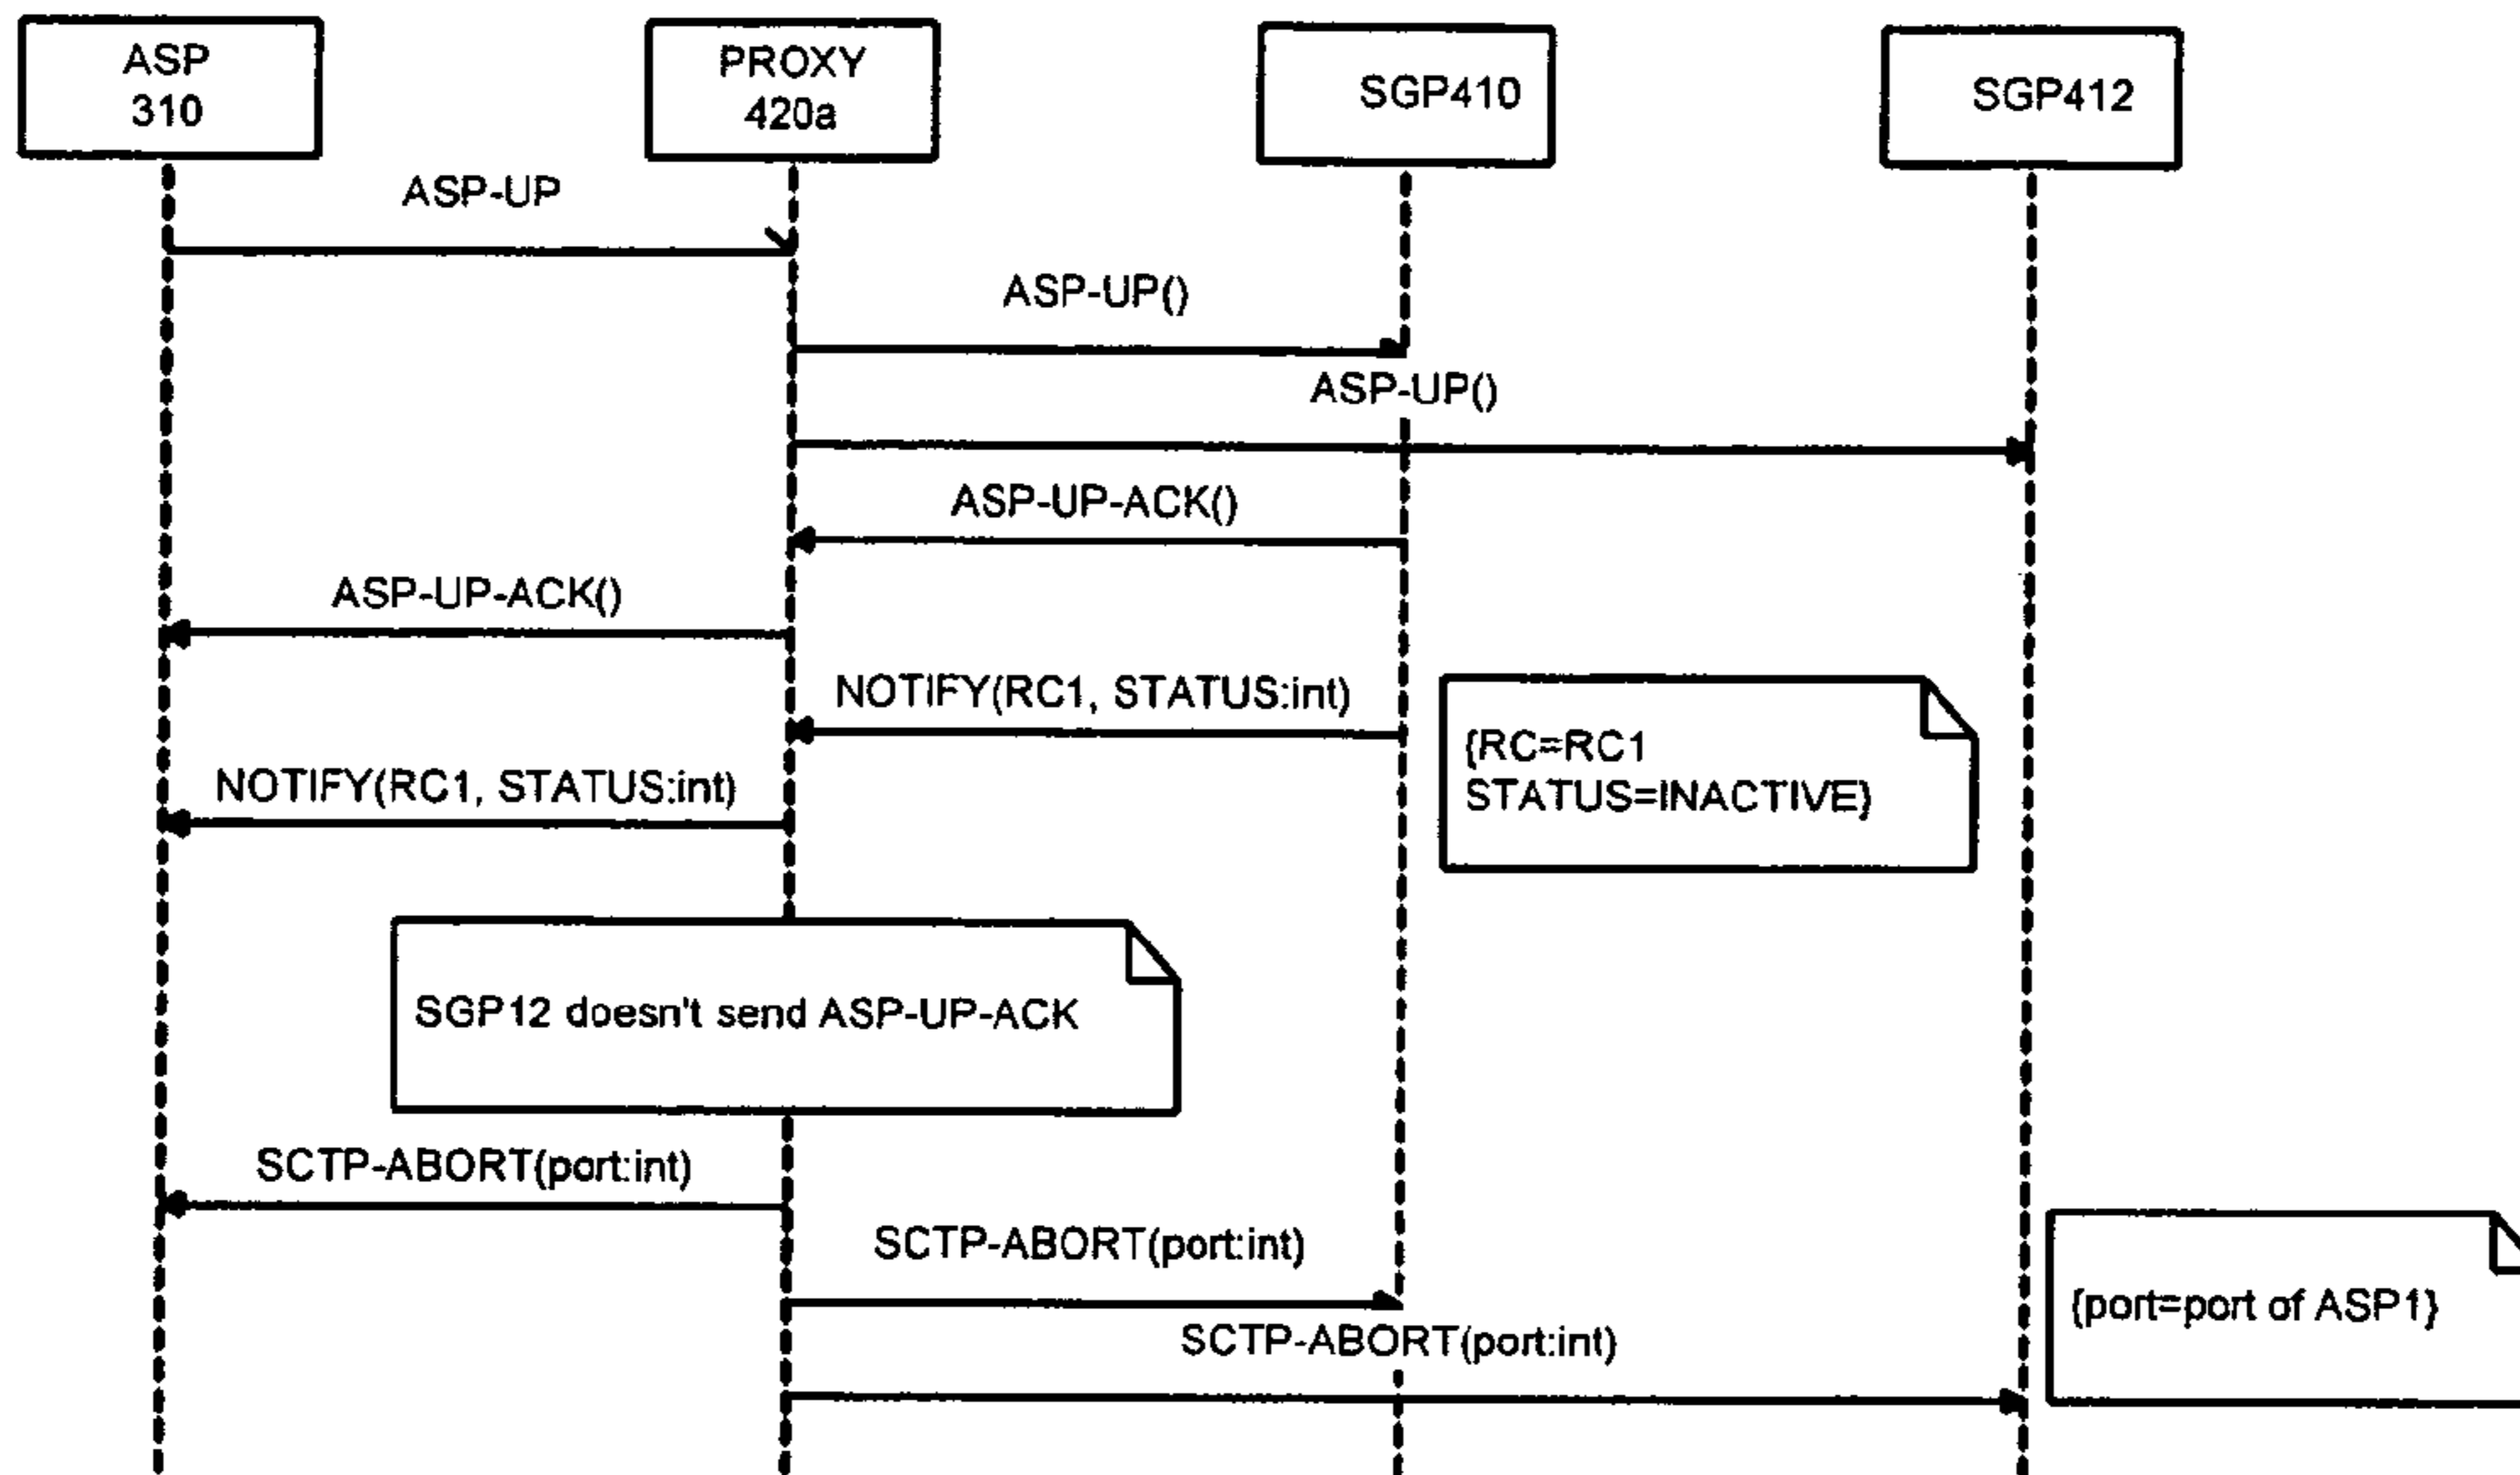 ASP
310
PROXY
420a
SGP410
SGP412
ASP-UP
ASP-UP()
ASP-UP()
ASP-UP-ACK()
ASP-UP-ACK()
NOTIFY(RC1, STATUS:int)
{RC=RC1
STATUS=INACTIVE}
NOTIFY(RC1, STATUS:int)
SGP12 doesn't send ASP-UP-ACK
SCTP-ABORT(port:int)
SCTP-ABORT(port:int)
{port=port of ASP1}
SCTP-ABORT(port:int)